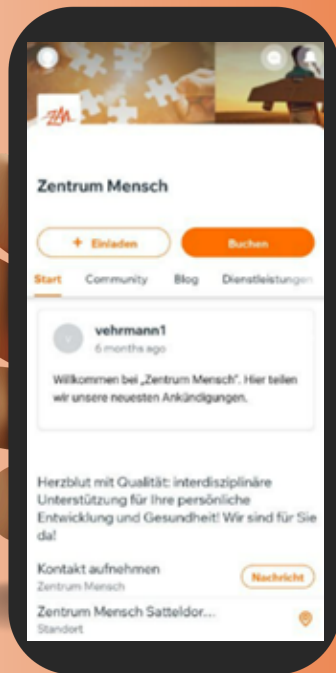 ZM
Zentrum Mensch
+ Einladen
Buchen
Start Community Blog Dienstleistungen
V
vehrmann1
6 months ago
Willkommen bei „Zentrum Mensch“. Hier teilen
wir unsere neuesten Ankündigungen.
Herzblut mit Qualität: interdisziplinäre
Unterstützung für Ihre persönliche
Entwicklung und Gesundheit! Wir sind für Sie
da!
Kontakt aufnehmen
Nachricht
Zentrum Mensch
Zentrum Mensch Satteldor...
Standort